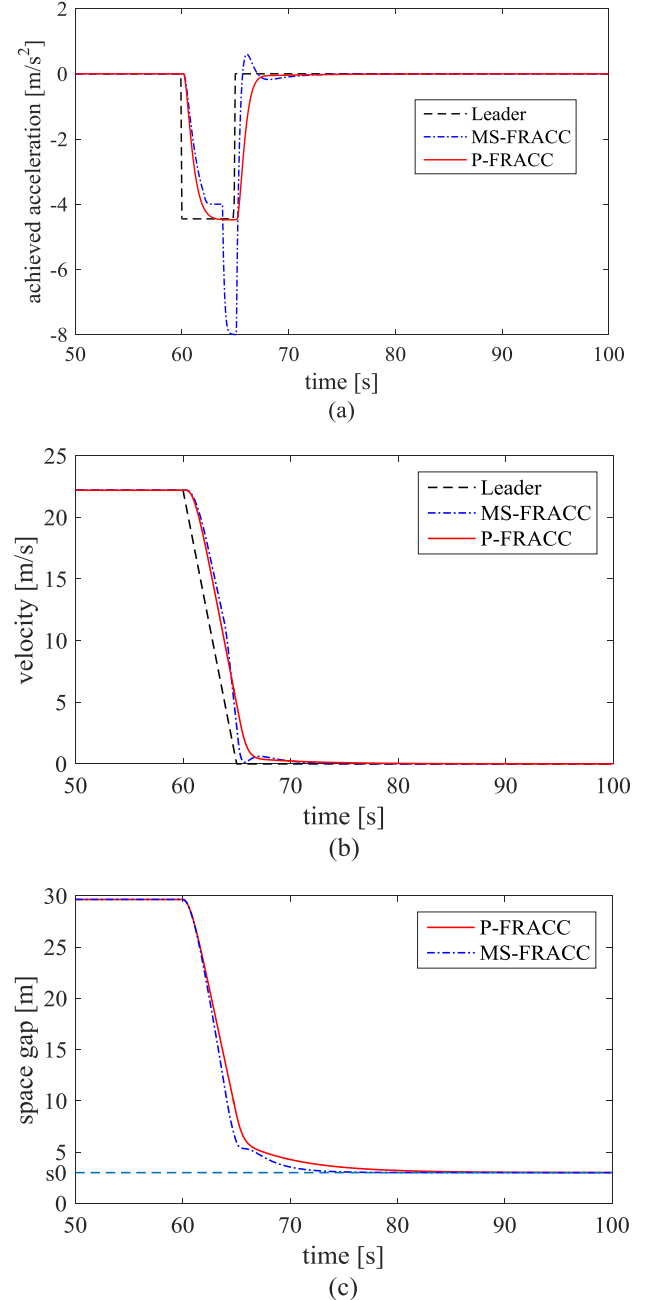 achieved acceleration [m/s²]
2
0
-2
-4
-6
-8
Leader
MS-FRACC
P-FRACC
50 60 70 80 90 100
time [s]
(a)
velocity [m/s]
25
20
15
10
5
0
Leader
MS-FRACC
P-FRACC
50 60 70 80 90 100
time [s]
(b)
space gap [m]
30
25
20
15
10
5
s0
0
P-FRACC
MS-FRACC
50 60 70 80 90 100
time [s]
(c)